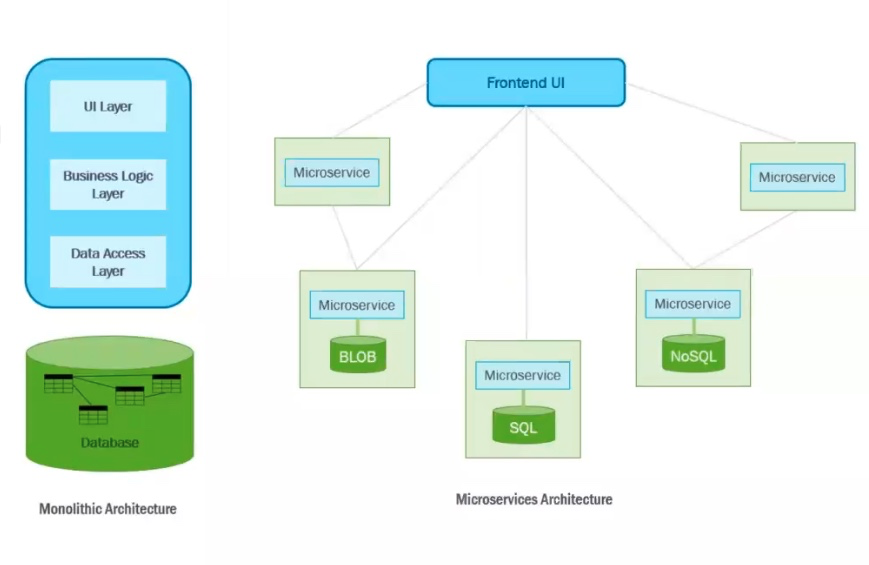 UI Layer
Business Logic
Layer
Data Access
Layer
Database
Monolithic Architecture
Frontend UI
Microservice
Microservice
Microservice
BLOB
Microservice
NoSQL
Microservice
SQL
Microservices Architecture